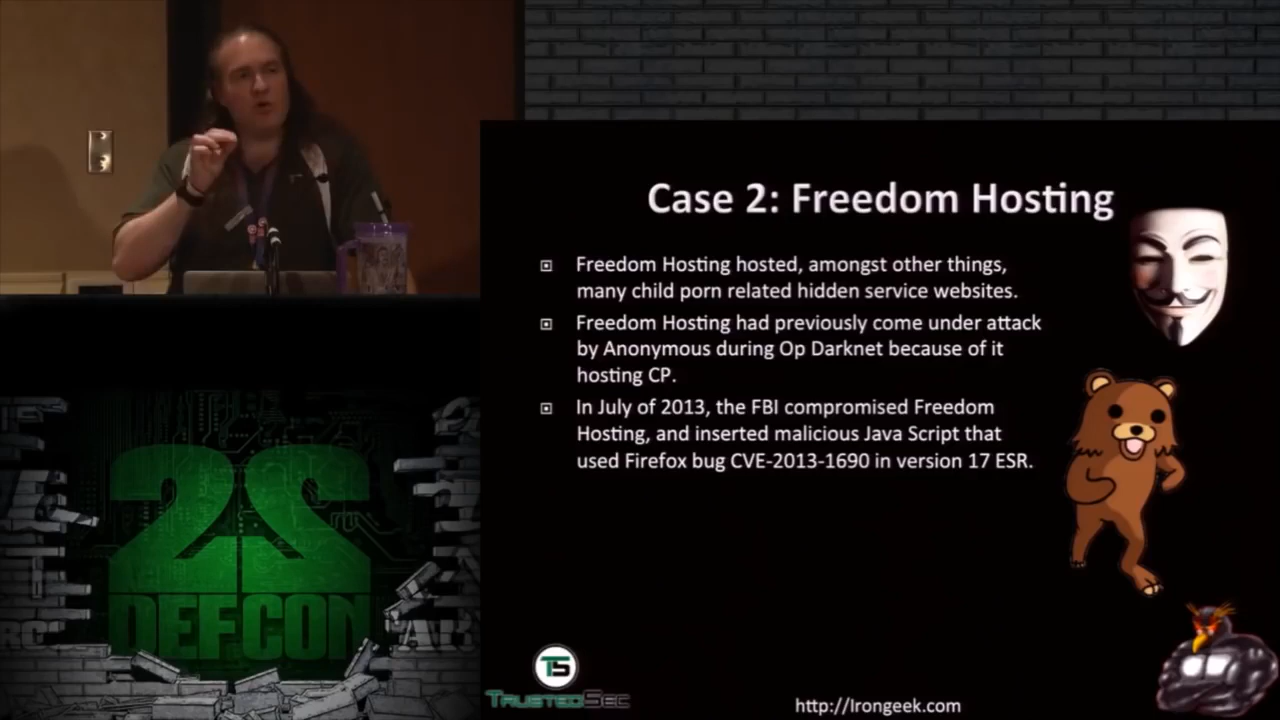 Case 2: Freedom Hosting
Freedom Hosting hosted, amongst other things,
many child porn related hidden service websites.
Freedom Hosting had previously come under attack
by Anonymous during Op Darknet because of it
hosting CP.
In July of 2013, the FBI compromised Freedom
Hosting, and inserted malicious Java Script that
used Firefox bug CVE-2013-1690 in version 17 ESR.
22
DEFCON
TS
TRUSTEDSEC
http://Irongeek.com